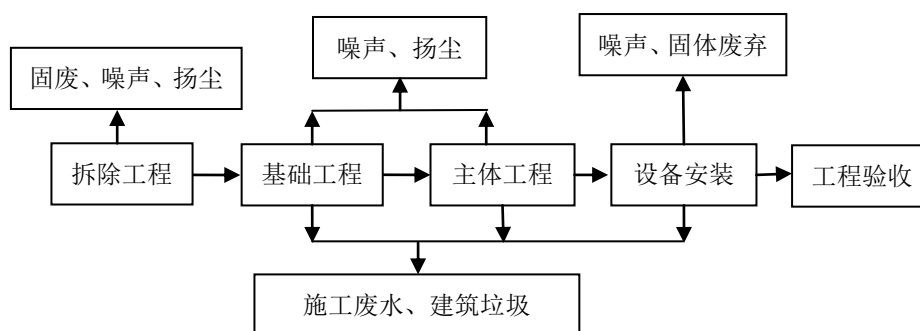 噪声、扬尘
噪声、固体废弃
固废、噪声、扬尘
拆除工程
基础工程
主体工程
设备安装
工程验收
施工废水、建筑垃圾